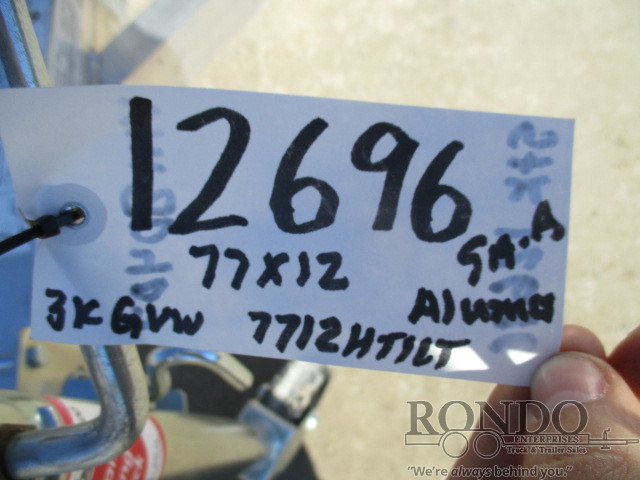 12696
77X12
SA.A
3K GVW
7712HTILT
Aluma
RONDO
ENTERPRISES
Truck & Trailer Sales
"We're always behind you."